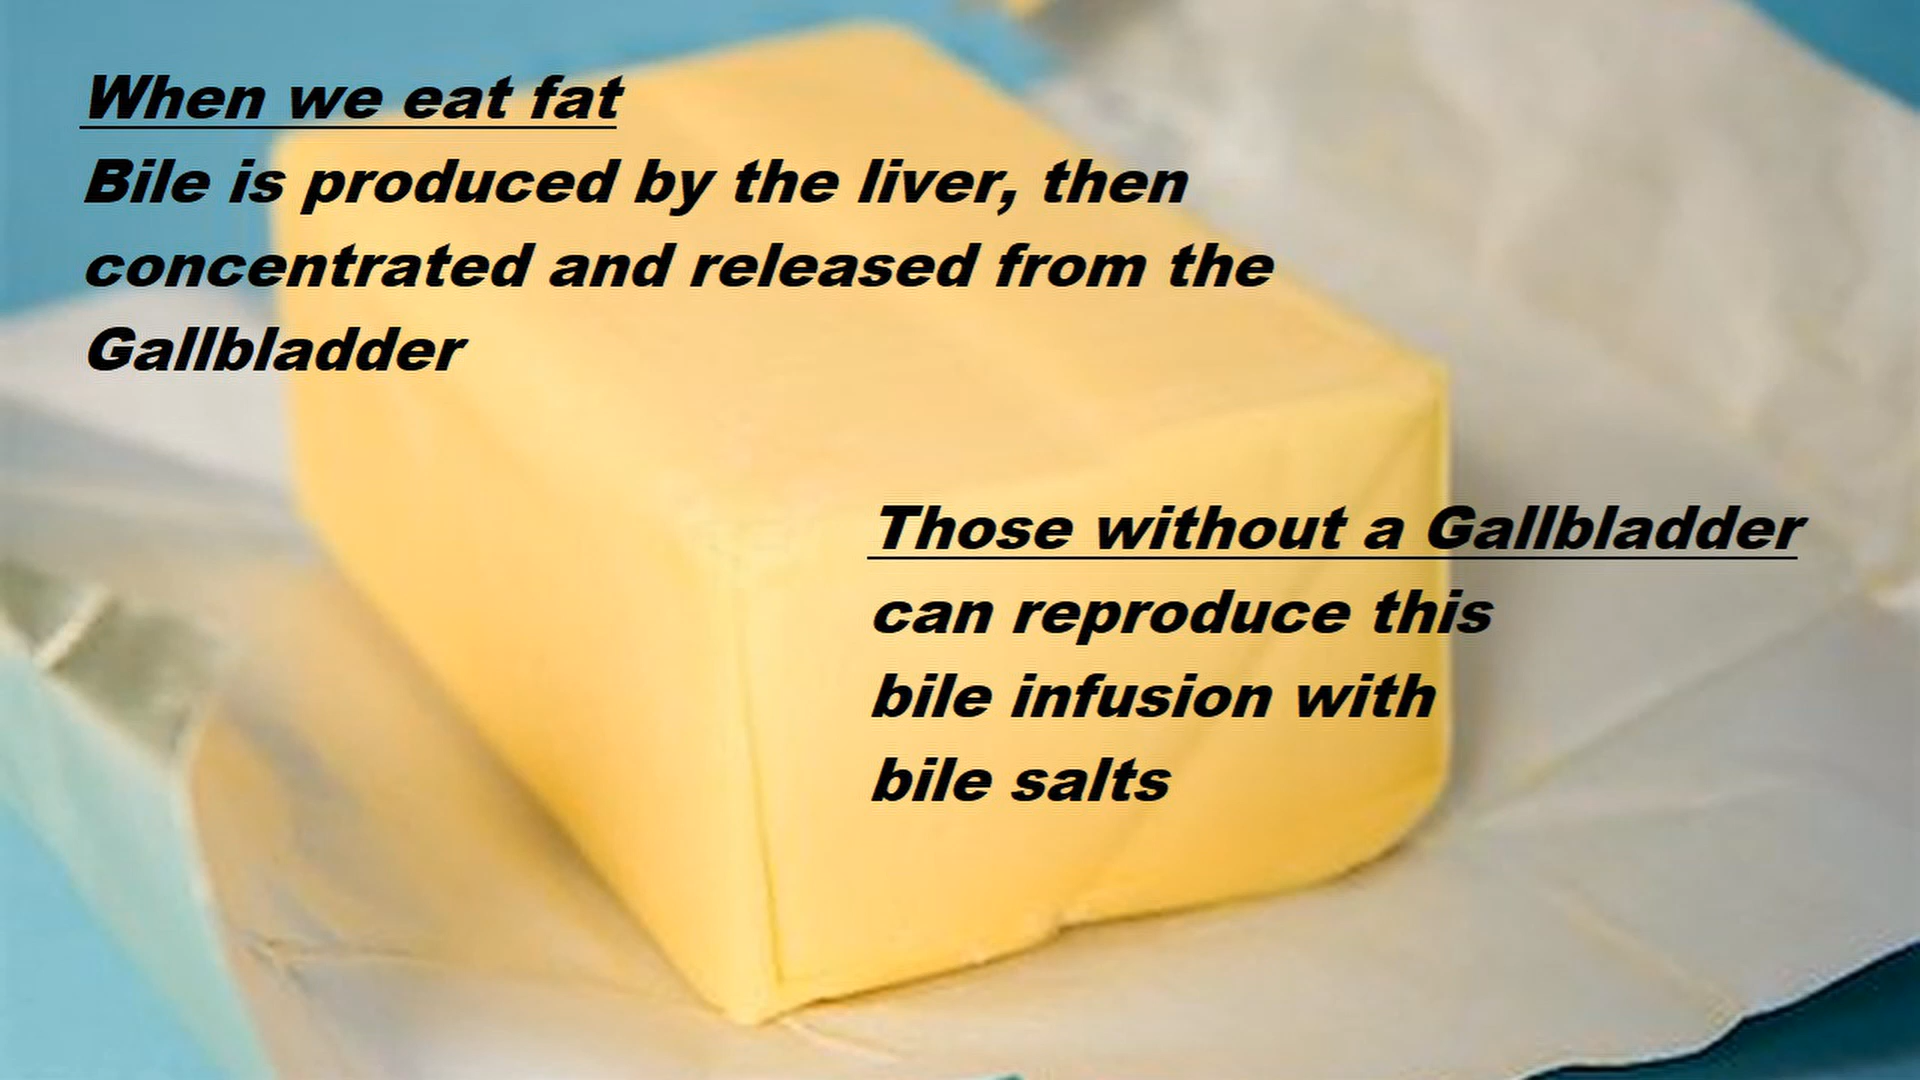 When we eat fat
Bile is produced by the liver, then
concentrated and released from the
Gallbladder
Those without a Gallbladder
can reproduce this
bile infusion with
bile salts